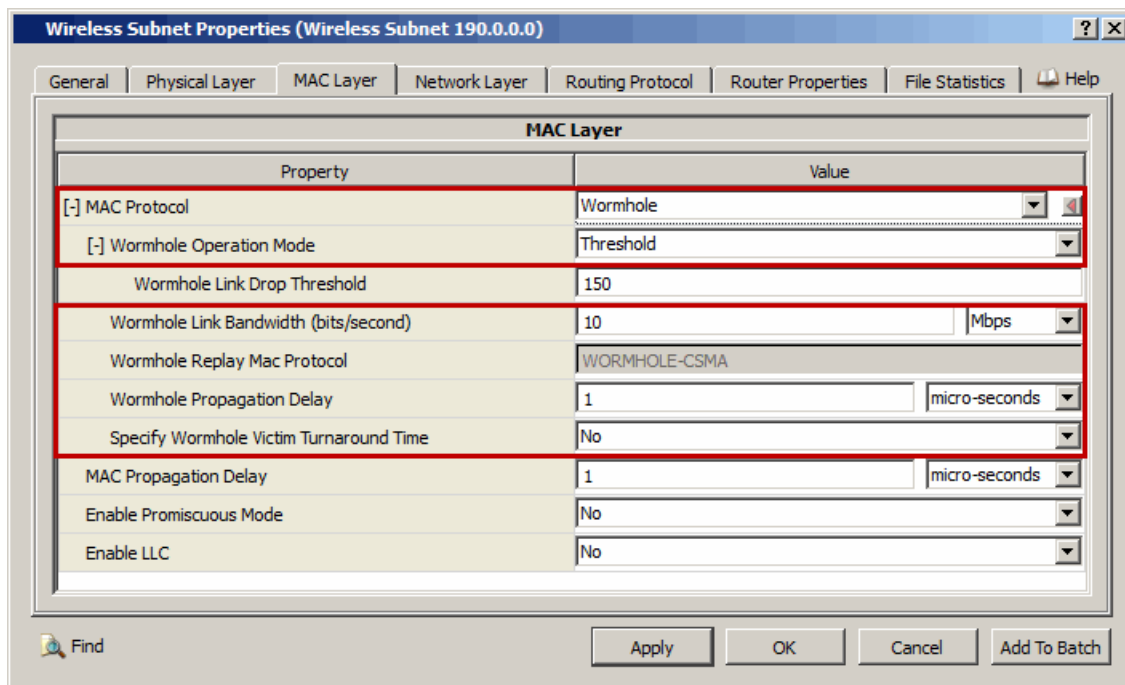 Wireless Subnet Properties (Wireless Subnet 190.0.0.0) ? X
General Physical Layer MAC Layer Network Layer Routing Protocol Router Properties File Statistics Help
MAC Layer
Property Value
[-] MAC Protocol Wormhole
[-] Wormhole Operation Mode Threshold
Wormhole Link Drop Threshold 150
Wormhole Link Bandwidth (bits/second) 10 Mbps
Wormhole Replay Mac Protocol WORMHOLE-CSMA
Wormhole Propagation Delay 1 micro-seconds
Specify Wormhole Victim Turnaround Time No
MAC Propagation Delay 1 micro-seconds
Enable Promiscuous Mode No
Enable LLC No
Find Apply OK Cancel Add To Batch